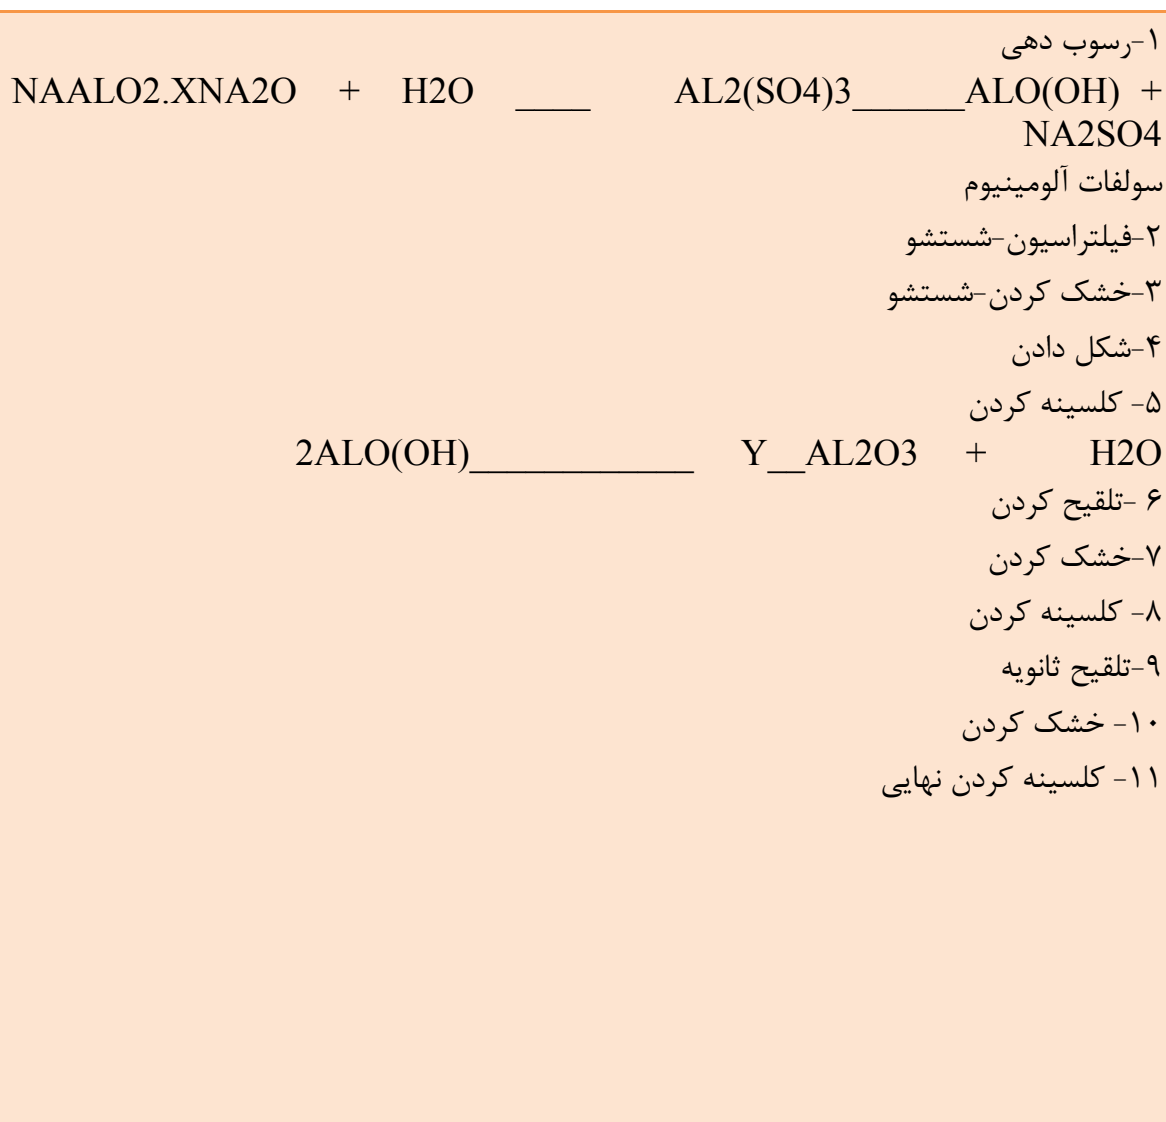 ۱-رسوب دهی
NAALO2.XNA2O + H2O ____ AL2(SO4)3______ALO(OH) +
NA2SO4
سولفات آلومینیوم
۲-فیلتراسیون-شستشو
۳-خشک کردن-شستشو
۴-شکل دادن
۵- کلسینه کردن
2ALO(OH)____________ Y__AL2O3 + H2O
۶ -تلقیح کردن
۷-خشک کردن
۸- کلسینه کردن
۹-تلقیح ثانویه
۱۰- خشک کردن
۱۱- کلسینه کردن نهایی